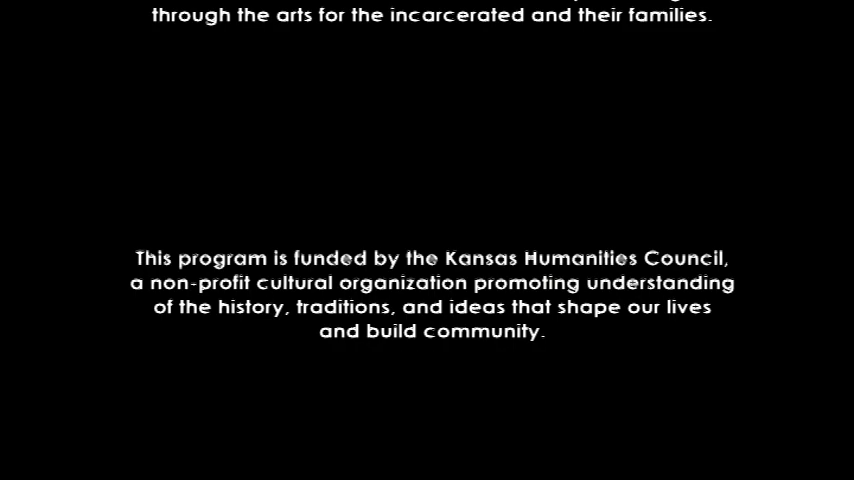 through the arts for the incarcerated and their families.
This program is funded by the Kansas Humanities Council,
a non-profit cultural organization promoting understanding
of the history, traditions, and ideas that shape our lives
and build community.